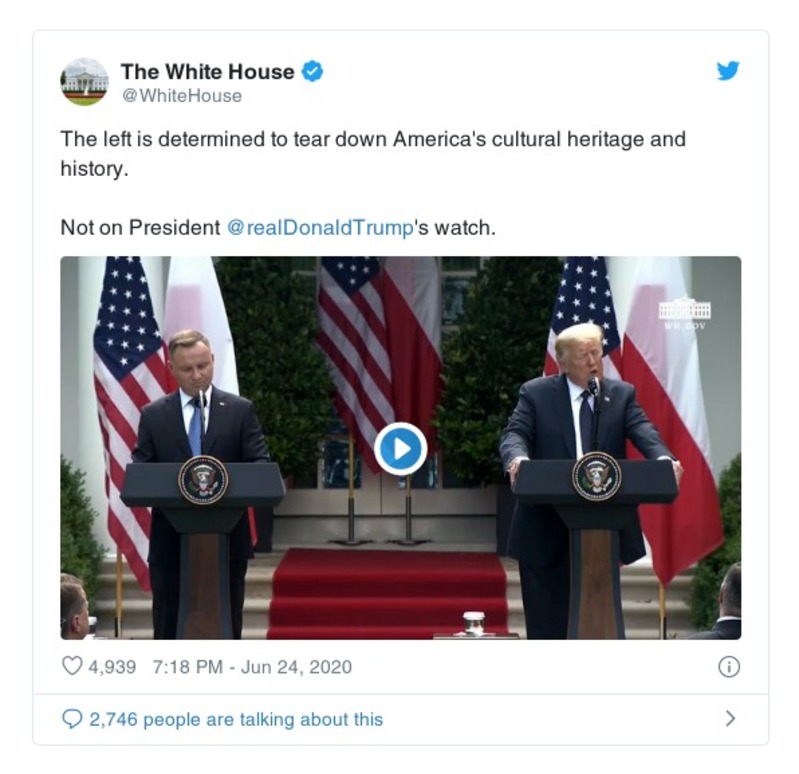 The White House
@WhiteHouse
The left is determined to tear down America's cultural heritage and
history.
Not on President @realDonaldTrump's watch.
WH.GOV
4,939 7:18 PM - Jun 24, 2020
2,746 people are talking about this